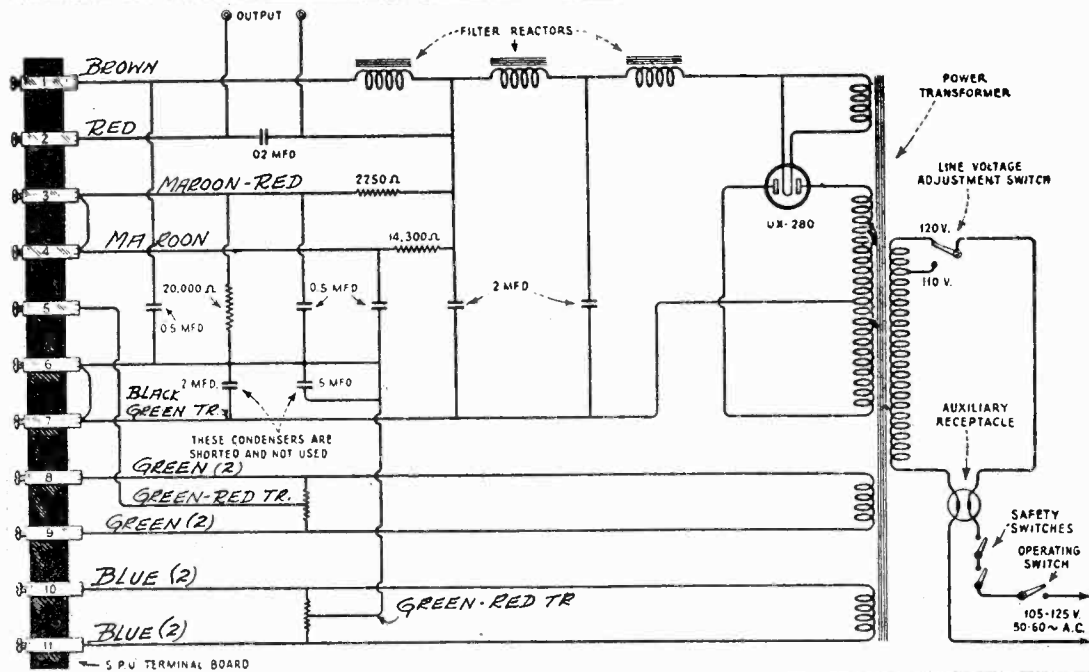 OUTPUT
FILTER REACTORS
BROWN
1
POWER
TRANSFORMER
RED
2
02 MFD
LINE VOLTAGE
ADJUSTMENT SWITCH
MAROON-RED
3
2250Ω
UX-280
120V.
MAROON
4
14,300Ω
110 V.
5
20,000 Ω
0.5 MFD
2 MFD
0.5 MFD
6
BLACK
GREEN TR.
2 MFD.
5 MFD
7
THESE CONDENSERS ARE
SHORTED AND NOT USED
AUXILIARY
RECEPTACLE
GREEN (2)
8
GREEN-RED TR.
GREEN (2)
9
SAFETY
SWITCHES
OPERATING
SWITCH
BLUE (2)
10
GREEN-RED TR
105-125 V.
50-60~ A.C.
BLUE (2)
11
S.P.U. TERMINAL BOARD